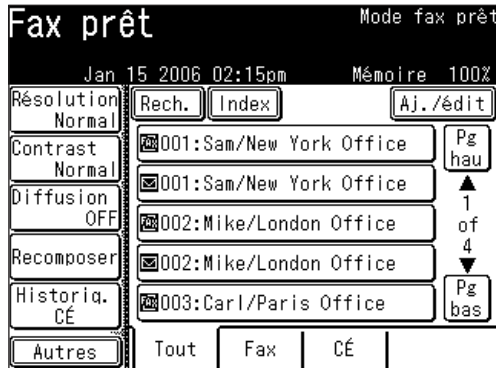 Fax prêt
Mode fax prêt
Jan 15 2006 02:15pm Mémoire 100%
Résolution
Normal
Contrast
Normal
Diffusion
OFF
Recomposer
Historiq.
CÉ
Autres
Rech. Index Aj./édit
FAX 001:Sam/New York Office
001:Sam/New York Office
FAX 002:Mike/London Office
002:Mike/London Office
FAX 003:Carl/Paris Office
Pg
hau
1
of
4
Pg
bas
Tout Fax CÉ